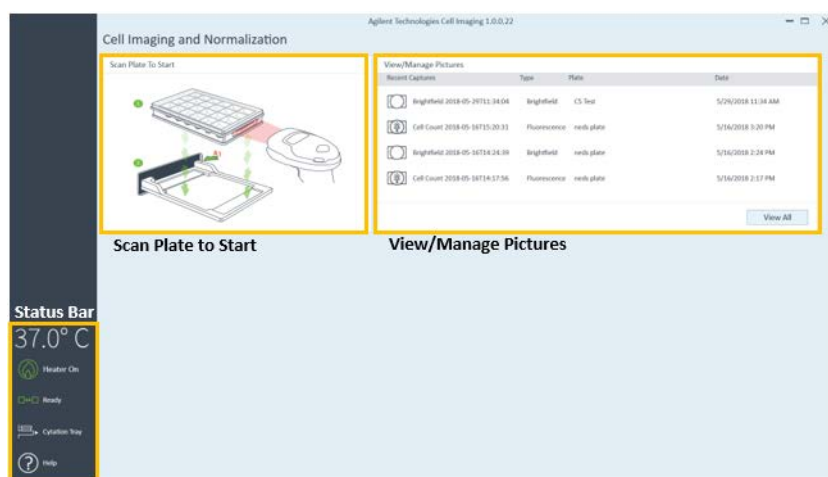 Agilent Technologies Cell Imaging 1.0.0.22
Cell Imaging and Normalization
Scan Plate To Start
1
2
A1
View/Manage Pictures
Recent Captures Type Plate Date
Brightfield 2018-05-29T11:34:04 Brightfield CS Test 5/29/2018 11:34 AM
Cell Count 2018-05-16T15:20:31 Fluorescence neds plate 5/16/2018 3:20 PM
Brightfield 2018-05-16T14:24:39 Brightfield neds plate 5/16/2018 2:24 PM
Cell Count 2018-05-16T14:17:56 Fluorescence neds plate 5/16/2018 2:17 PM
View All
Scan Plate to Start
View/Manage Pictures
Status Bar
37.0° C
Heater On
Ready
Cytation Tray
? Help